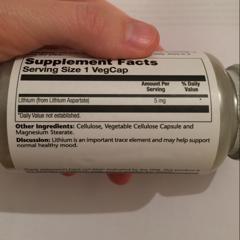 Supplement Facts
Serving Size 1 VegCap
Amount Per Serving
% Daily Value
Lithium (from Lithium Aspartate) 5 mg *
*Daily Value not established.
Other Ingredients: Cellulose, Vegetable Cellulose Capsule and
Magnesium Stearate.
Discussion: Lithium is an important trace element and may help support
normal healthy mood.